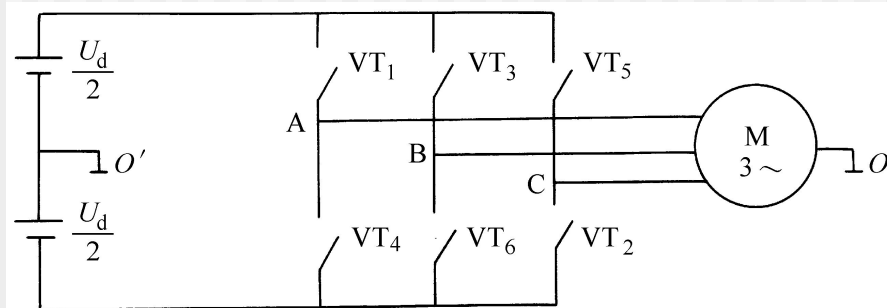 U_d/2
VT₁
VT₃
VT₅
A
B
C
M
3 ~
O
O′
U_d/2
VT₄
VT₆
VT₂